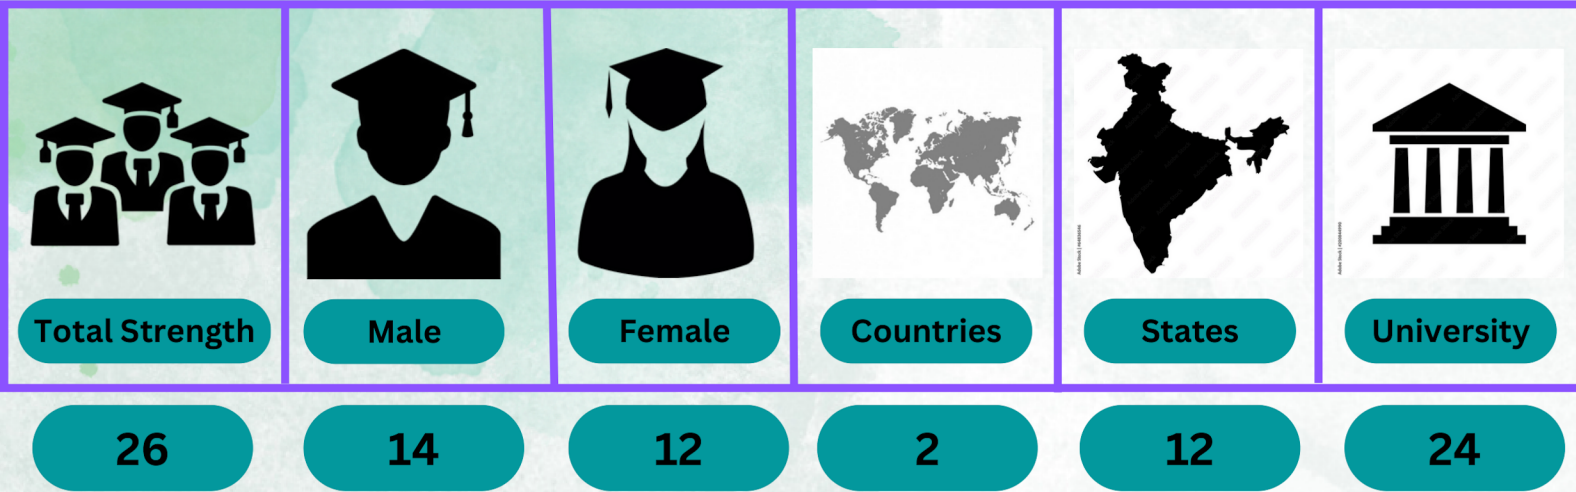 Total Strength
Male
Female
Countries
States
University
26
14
12
2
12
24